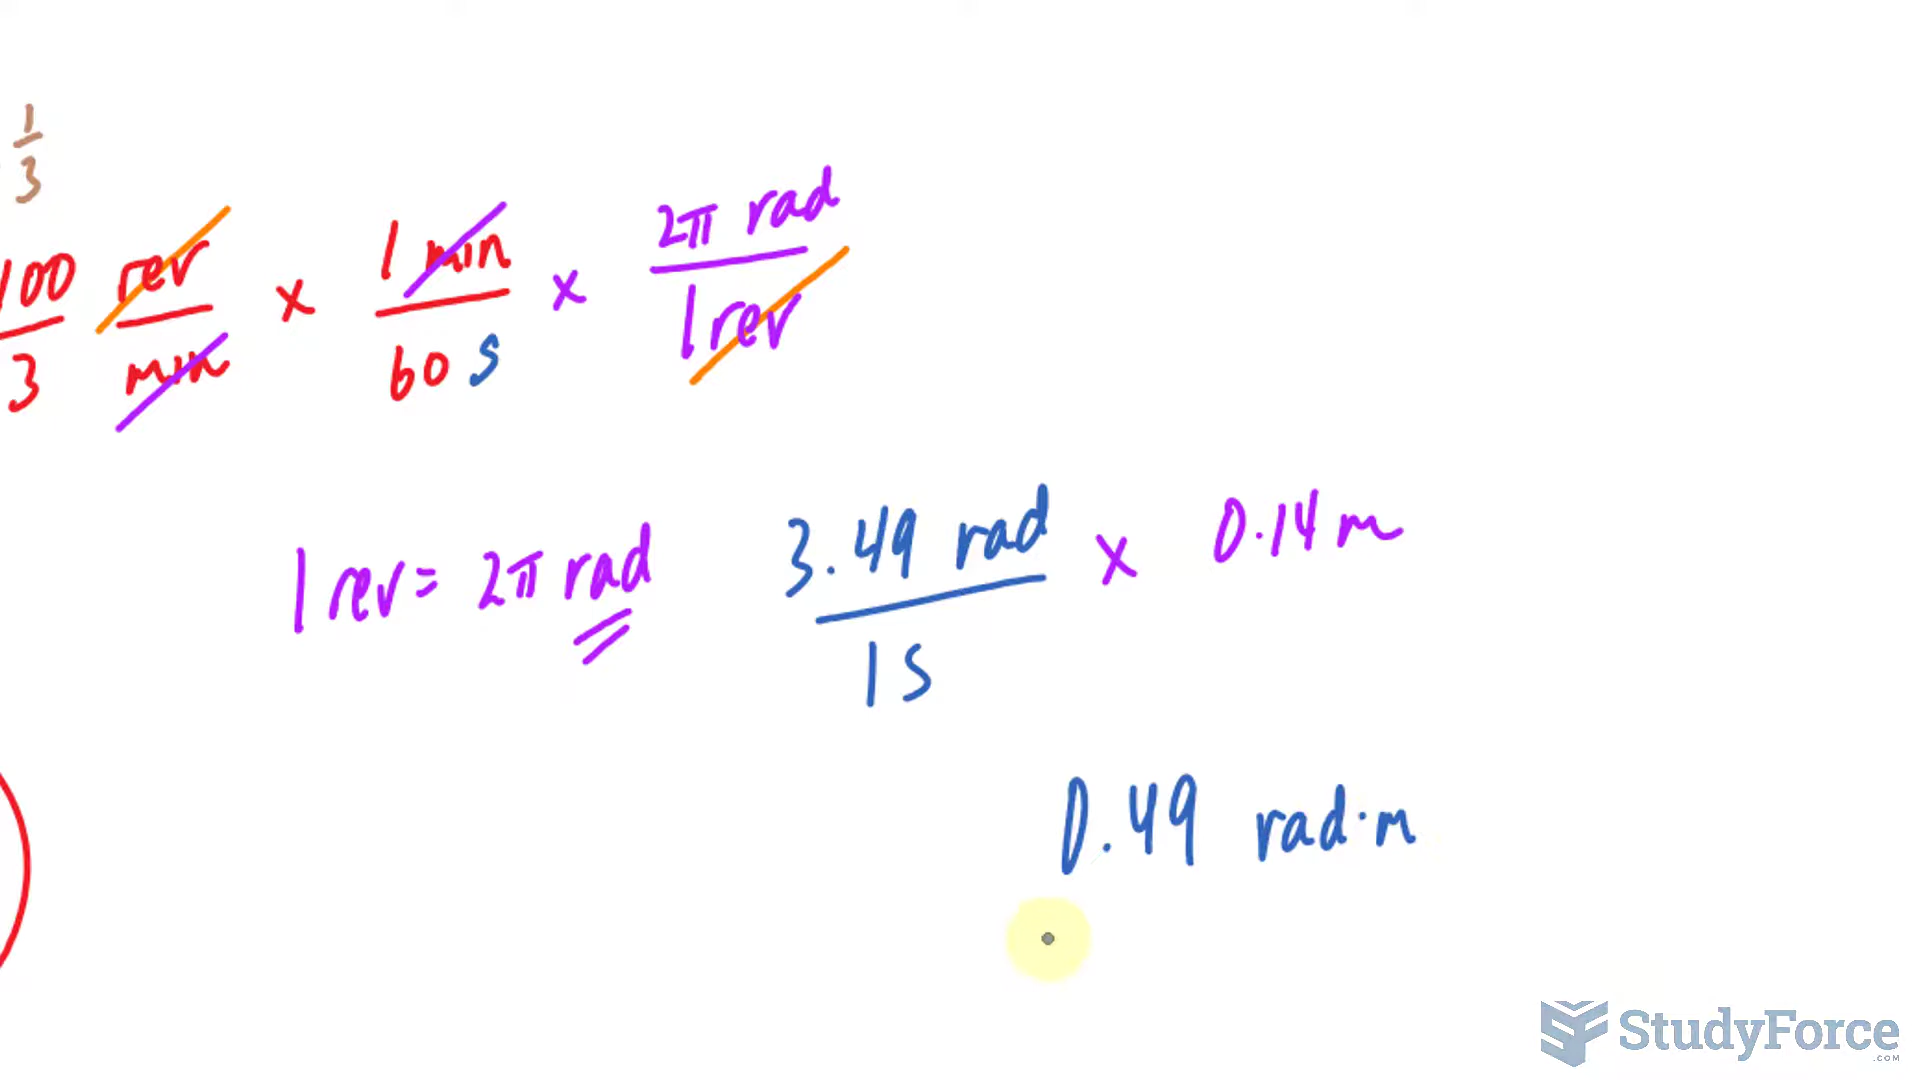 1/3
100/3 rev/min × 1 min/60 s × 2π rad/1 rev
1 rev = 2π rad 3.49 rad/1 s × 0.14 m
0.49 rad·m
StudyForce
.COM